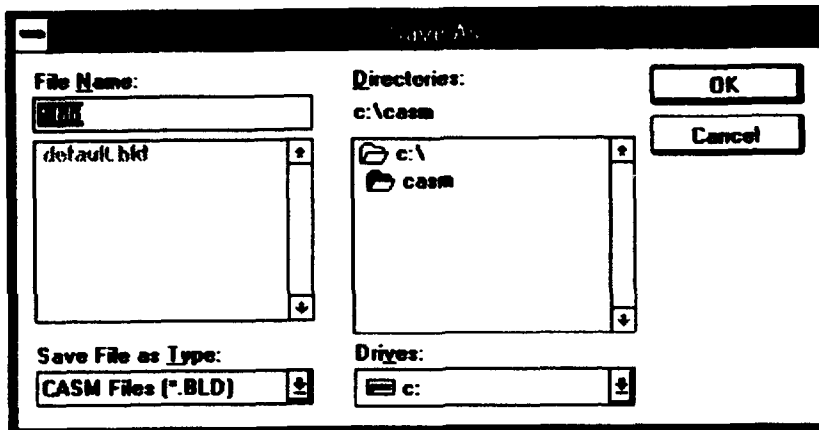 Save As
File Name:
default.bld
Save File as Type:
CASM Files (*.BLD)
Directories:
c:\casm
c:\
casm
Drives:
c:
OK
Cancel